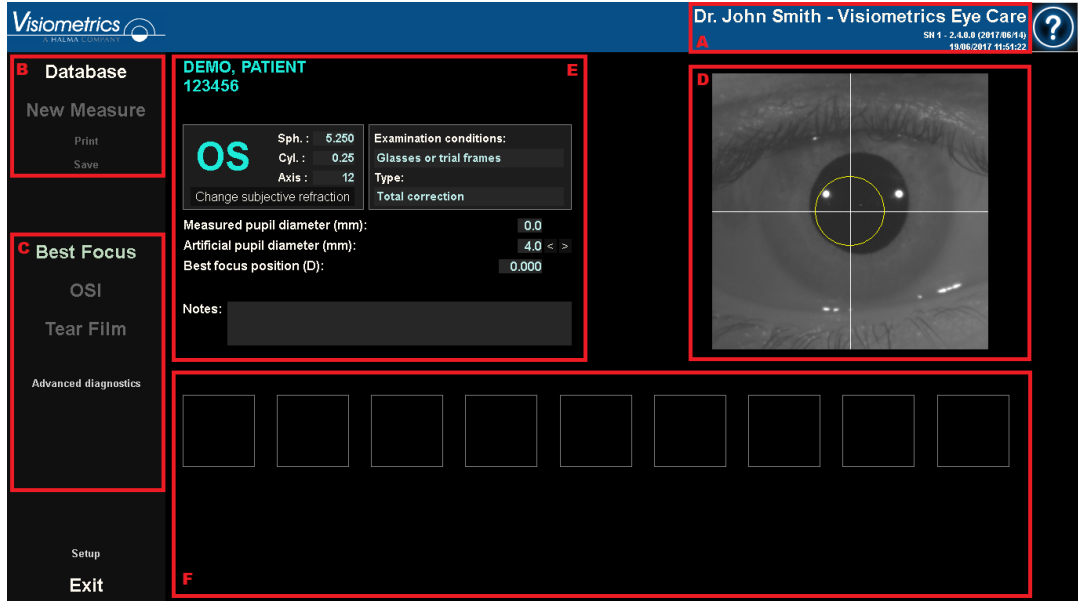 Visiometrics
A HALMA COMPANY
Dr. John Smith - Visiometrics Eye Care
SN 1 - 2.4.0.0 (2017/06/14)
19/06/2017 11:51:22
?
A
B
Database
New Measure
Print
Save
C
Best Focus
OSI
Tear Film
Advanced diagnostics
Setup
Exit
DEMO, PATIENT
E
123456
OS
Sph. : 5.250
Cyl. : 0.25
Axis : 12
Change subjective refraction
Examination conditions:
Glasses or trial frames
Type:
Total correction
Measured pupil diameter (mm): 0.0
Artificial pupil diameter (mm): 4.0 < >
Best focus position (D): 0.000
Notes:
D
F